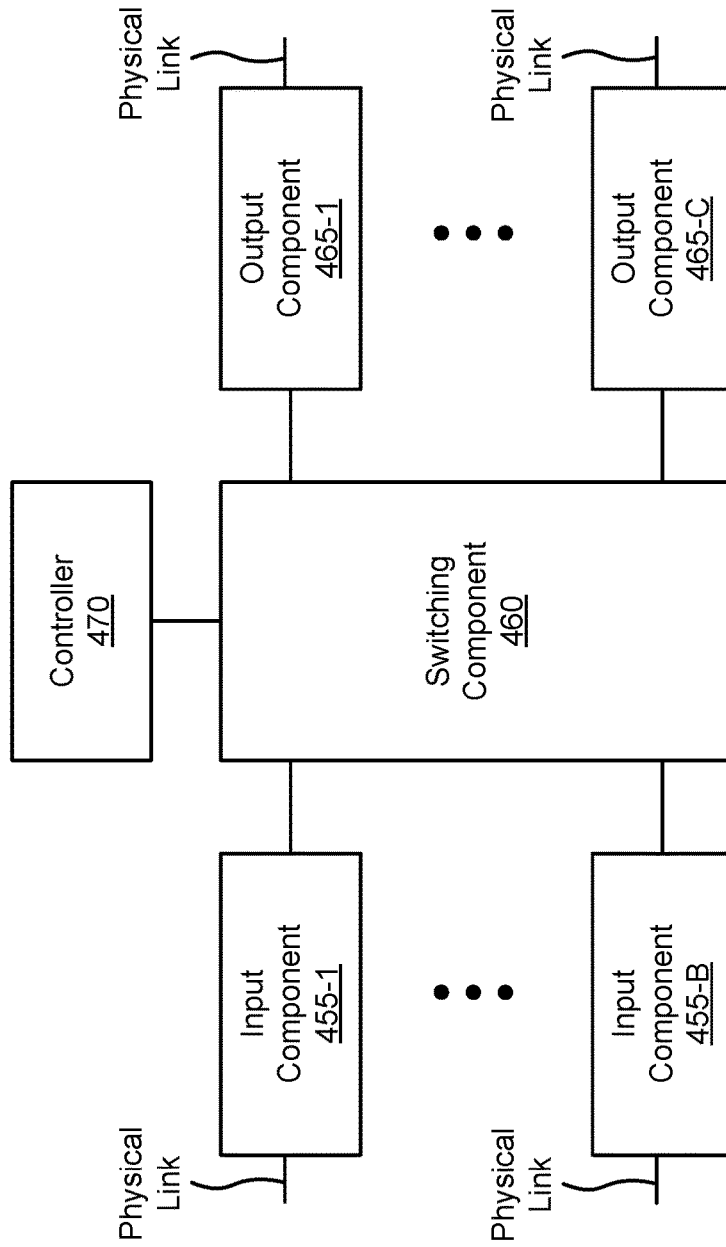 Controller
470
Physical
Link
Input
Component
455-1
Switching
Component
460
Output
Component
465-1
Physical
Link
Physical
Link
Input
Component
455-B
Output
Component
465-C
Physical
Link